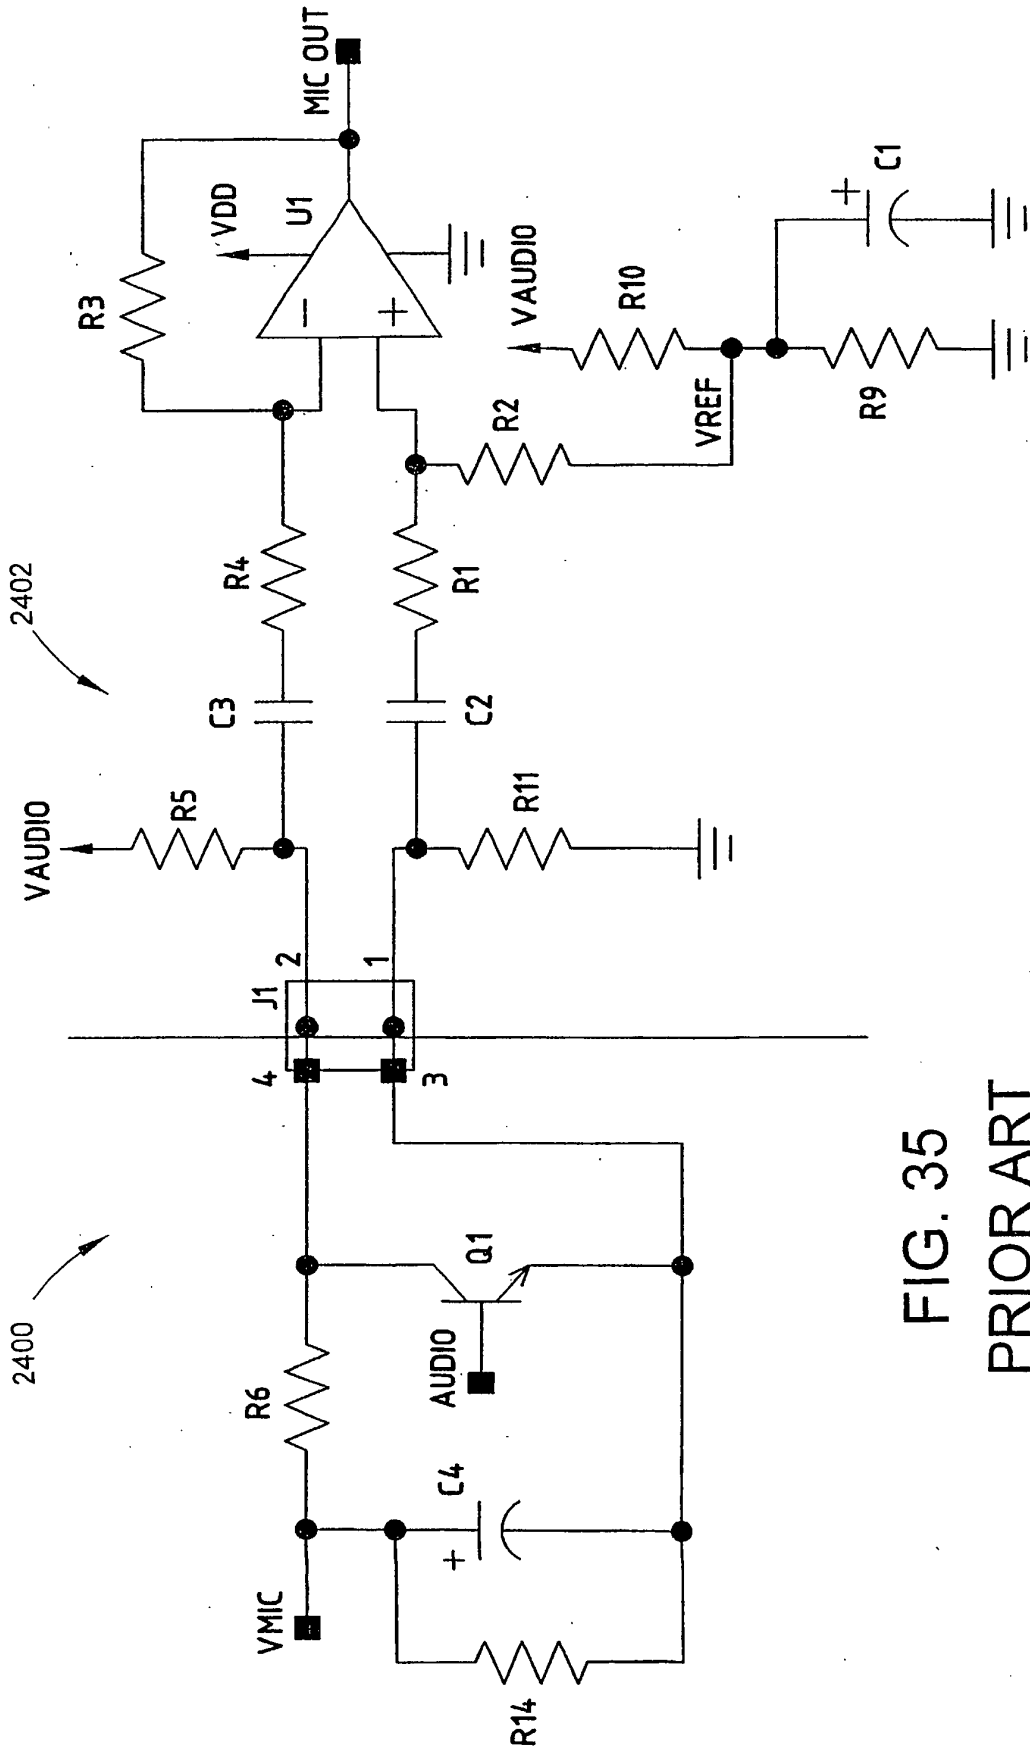 2400
2402
VMIC
R14
+
C4
R6
AUDIO
Q1
4
3
J1
2
1
VAUDIO
R5
R11
C3
C2
R4
R1
R3
R2
VDD
U1
−
+
MIC OUT
VAUDIO
R10
VREF
R9
+
C1
FIG. 35
PRIOR ART